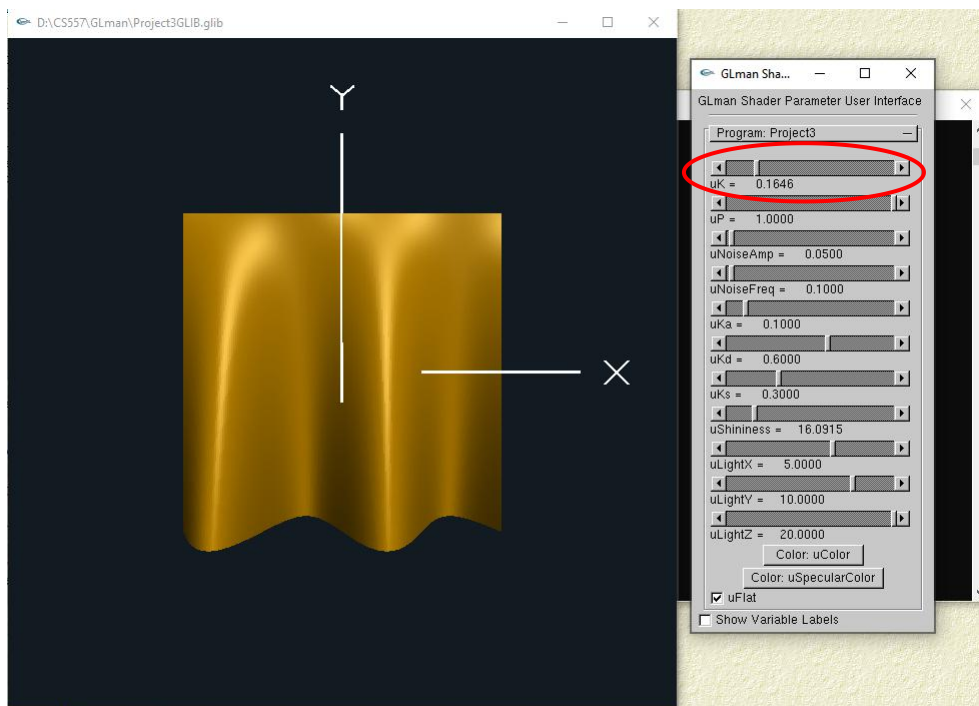 D:\CS557\GLman\Project3GLIB.glib
Y
X
GLman Sha...
GLman Shader Parameter User Interface
Program: Project3
uK = 0.1646
uP = 1.0000
uNoiseAmp = 0.0500
uNoiseFreq = 0.1000
uKa = 0.1000
uKd = 0.6000
uKs = 0.3000
uShininess = 16.0915
uLightX = 5.0000
uLightY = 10.0000
uLightZ = 20.0000
Color: uColor
Color: uSpecularColor
uFlat
Show Variable Labels